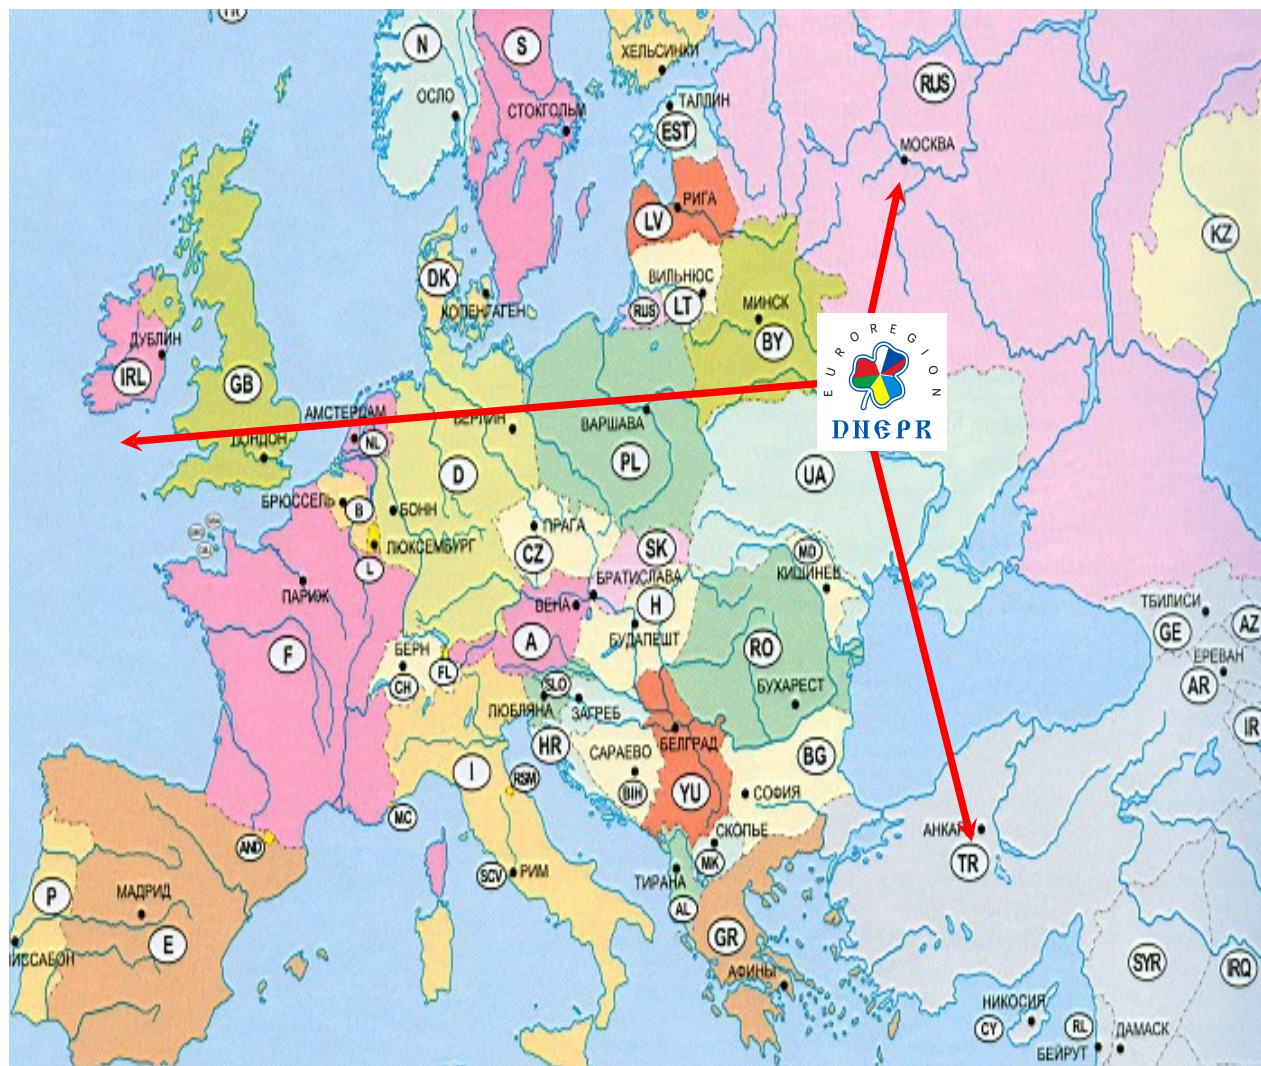 N
S
ХЕЛЬСИНКИ
RUS
ОСЛО
СТОКГОЛЬМ
ТАЛЛИН
EST
МОСКВА
РИГА
LV
KZ
DK
ВИЛЬНЮС
RUS
LT
МИНСК
КОПЕНГАГЕН
BY
ДУБЛИН
IRL
GB
EUROREGION
DNEPR
АМСТЕРДАМ
NL
БЕРЛИН
ВАРШАВА
ЛОНДОН
PL
D
UA
БРЮССЕЛЬ
B
БОНН
ПРАГА
CZ
ЛЮКСЕМБУРГ
L
SK
MD
КИШИНЕВ
БРАТИСЛАВА
ПАРИЖ
ВЕНА
H
ТБИЛИСИ
GE
AZ
F
A
БУДАПЕШТ
RO
БЕРН
CH
FL
ЕРЕВАН
AR
SLO
ЛЮБЛЯНА
ЗАГРЕБ
БУХАРЕСТ
IR
HR
САРАЕВО
БЕЛГРАД
BG
I
RSM
BIH
YU
СОФИЯ
MC
AND
СКОПЬЕ
MK
АНКАРА
TR
SCV
РИМ
ТИРАНА
AL
P
МАДРИД
E
GR
АФИНЫ
SYR
IRQ
ЛИССАБОН
НИКОСИЯ
CY
RL
БЕЙРУТ
ДАМАСК